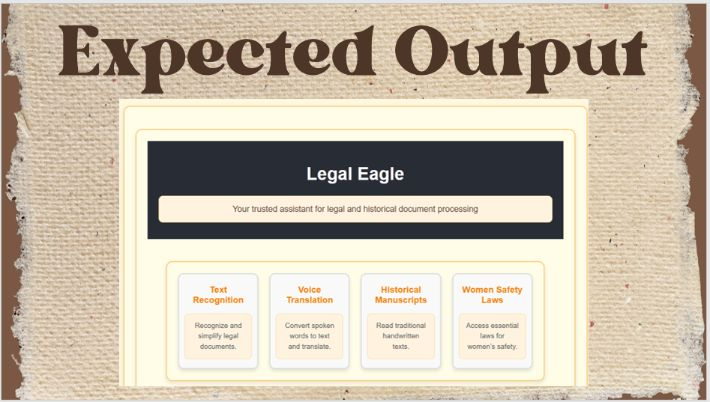 Expected Output
Legal Eagle
Your trusted assistant for legal and historical document processing
Text
Recognition
Recognize and
simplify legal
documents.
Voice
Translation
Convert spoken
words to text
and translate.
Historical
Manuscripts
Read traditional
handwritten
texts.
Women Safety
Laws
Access essential
laws for
women's safety.